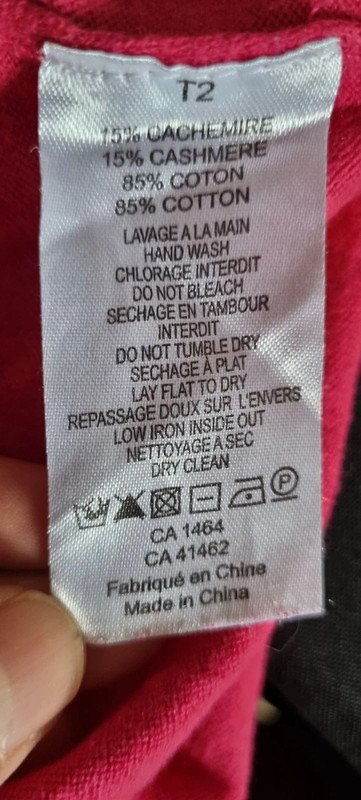 T2
15% CACHEMIRE
15% CASHMERE
85% COTON
85% COTTON
LAVAGE A LA MAIN
HAND WASH
CHLORAGE INTERDIT
DO NOT BLEACH
SECHAGE EN TAMBOUR
INTERDIT
DO NOT TUMBLE DRY
SECHAGE À PLAT
LAY FLAT TO DRY
REPASSAGE DOUX SUR L'ENVERS
LOW IRON INSIDE OUT
NETTOYAGE A SEC
DRY CLEAN
P
CA 1464
CA 41462
Fabriqué en Chine
Made in China